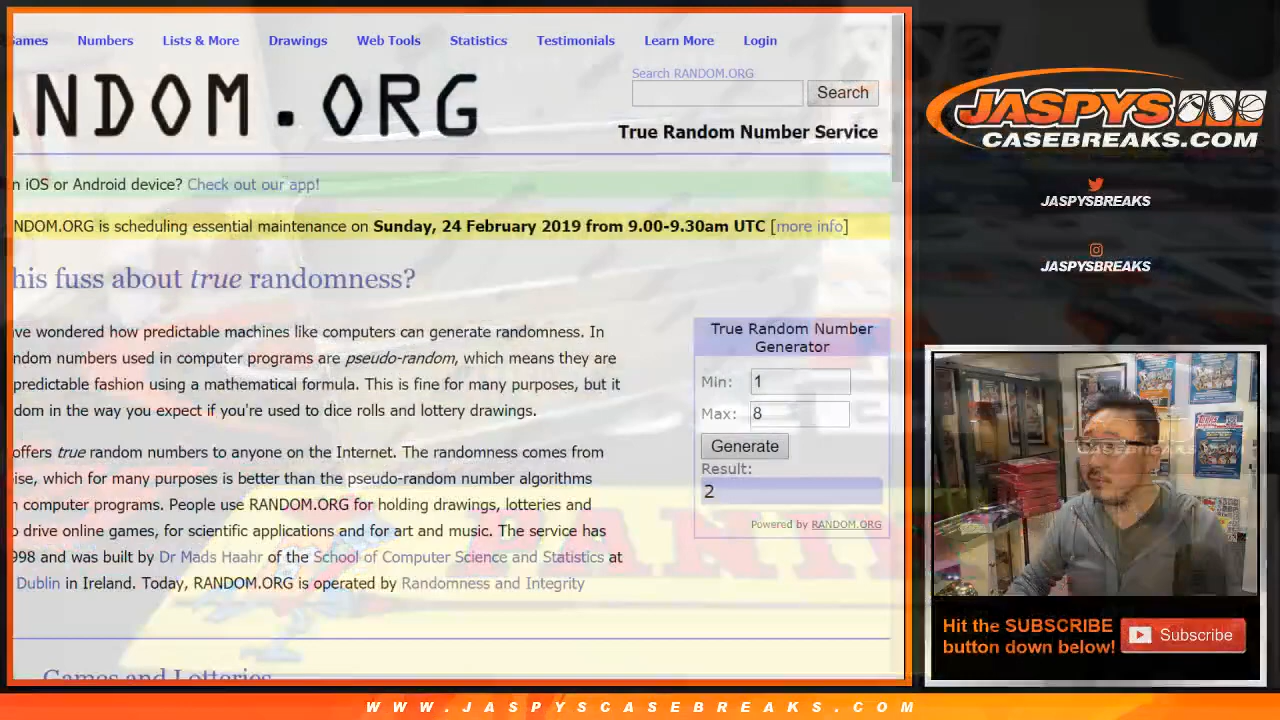 Games Numbers Lists & More Drawings Web Tools Statistics Testimonials Learn More Login
Search RANDOM.ORG
NDOM.ORG
Search
True Random Number Service
n iOS or Android device? Check out our app!
NDOM.ORG is scheduling essential maintenance on Sunday, 24 February 2019 from 9.00-9.30am UTC [more info]
his fuss about true randomness?
ve wondered how predictable machines like computers can generate randomness. In
ndom numbers used in computer programs are pseudo-random, which means they are
predictable fashion using a mathematical formula. This is fine for many purposes, but it
dom in the way you expect if you're used to dice rolls and lottery drawings.
offers true random numbers to anyone on the Internet. The randomness comes from
ise, which for many purposes is better than the pseudo-random number algorithms
n computer programs. People use RANDOM.ORG for holding drawings, lotteries and
o drive online games, for scientific applications and for art and music. The service has
998 and was built by Dr Mads Haahr of the School of Computer Science and Statistics at
Dublin in Ireland. Today, RANDOM.ORG is operated by Randomness and Integrity
Games and Lotteries
True Random Number
Generator
Min: 1
Max: 8
Generate
Result:
2
Powered by RANDOM.ORG
JASPYS
CASEBREAKS.COM
JASPYSBREAKS
JASPYSBREAKS
Hit the SUBSCRIBE
button down below!
Subscribe
WWW.JASPYSCASEBREAKS.COM